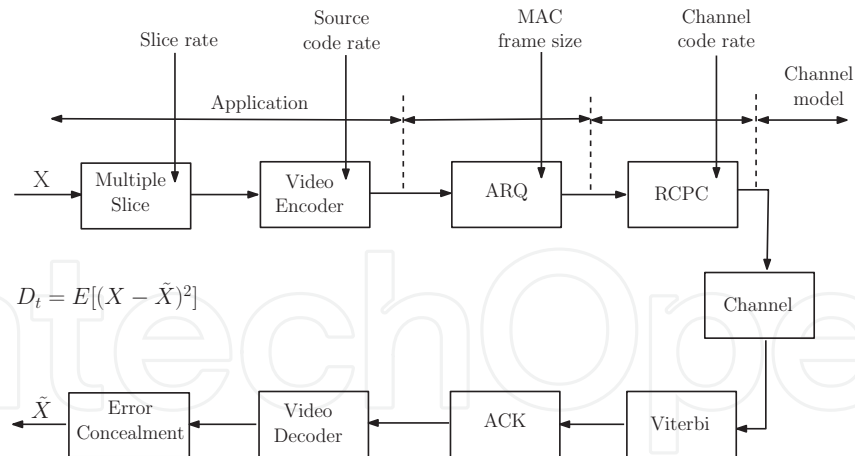 Slice rate
Source
code rate
MAC
frame size
Channel
code rate
Channel
model
Application
X
Multiple
Slice
Video
Encoder
ARQ
RCPC
Channel
D_t = E[(X − X̃)²]
X̃
Error
Concealment
Video
Decoder
ACK
Viterbi
ntechOpe